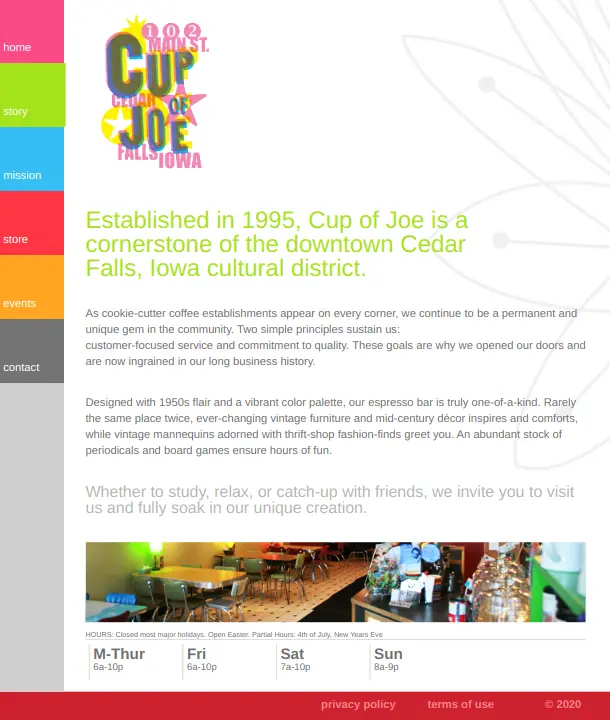 home
story
mission
store
events
contact
102
MAIN ST.
CUP
CEDAR OF
JOE
FALLS IOWA
Established in 1995, Cup of Joe is a
cornerstone of the downtown Cedar
Falls, Iowa cultural district.
As cookie-cutter coffee establishments appear on every corner, we continue to be a permanent and
unique gem in the community. Two simple principles sustain us:
customer-focused service and commitment to quality. These goals are why we opened our doors and
are now ingrained in our long business history.
Designed with 1950s flair and a vibrant color palette, our espresso bar is truly one-of-a-kind. Rarely
the same place twice, ever-changing vintage furniture and mid-century décor inspires and comforts,
while vintage mannequins adorned with thrift-shop fashion-finds greet you. An abundant stock of
periodicals and board games ensure hours of fun.
Whether to study, relax, or catch-up with friends, we invite you to visit
us and fully soak in our unique creation.
HOURS: Closed most major holidays. Open Easter. Partial Hours: 4th of July, New Years Eve
M-Thur Fri Sat Sun
6a-10p 6a-10p 7a-10p 8a-9p
privacy policy terms of use © 2020